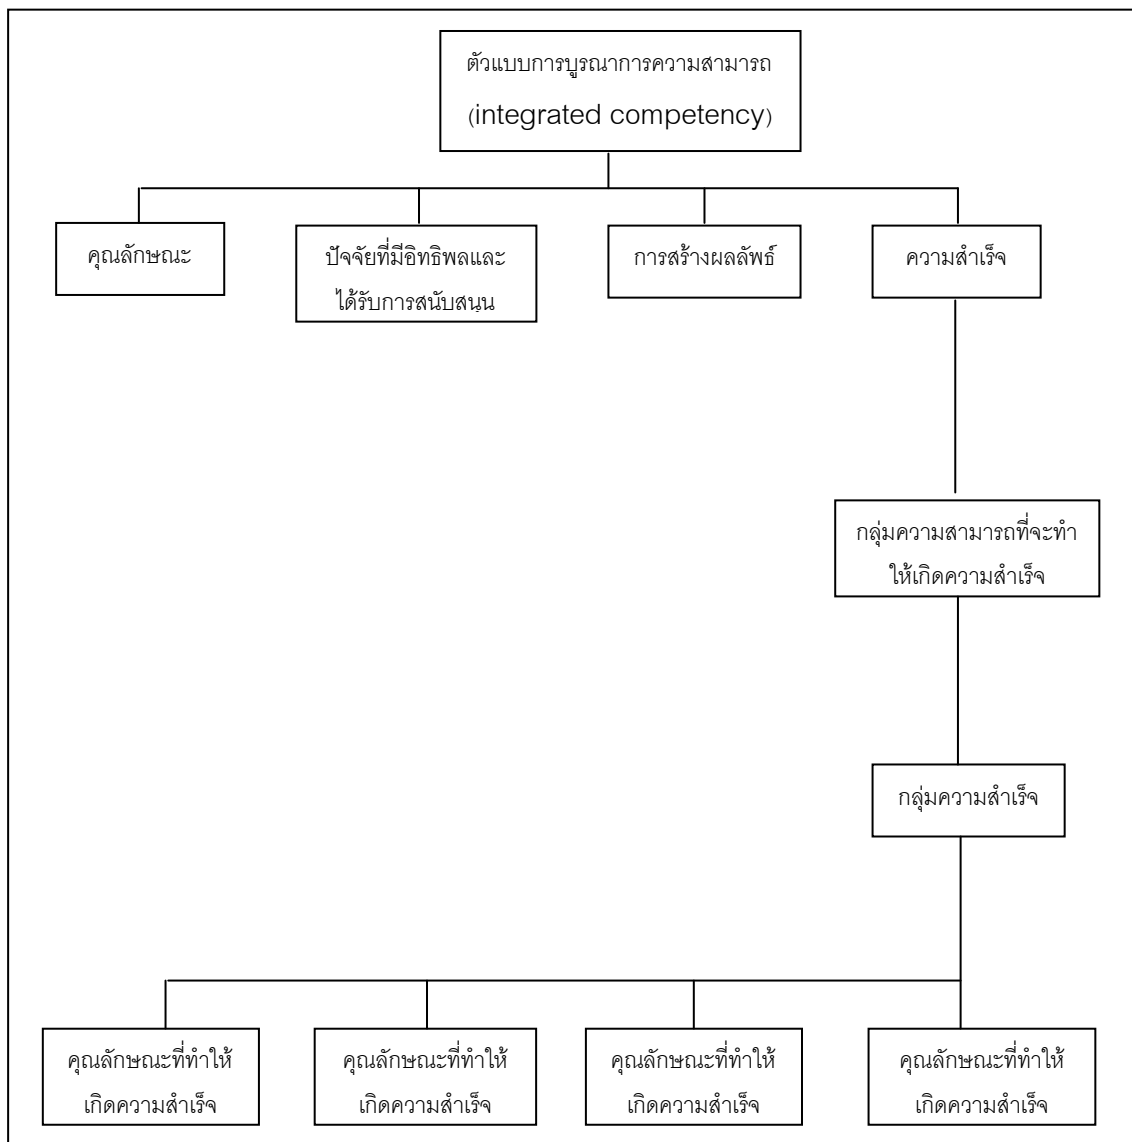 ตัวแบบการบูรณาการความสามารถ
(integrated competency)
คุณลักษณะ
ปัจจัยที่มีอิทธิพลและ
ได้รับการสนับสนุน
การสร้างผลลัพธ์
ความสำเร็จ
กลุ่มความสามารถที่จะทำ
ให้เกิดความสำเร็จ
กลุ่มความสำเร็จ
คุณลักษณะที่ทำให้
เกิดความสำเร็จ
คุณลักษณะที่ทำให้
เกิดความสำเร็จ
คุณลักษณะที่ทำให้
เกิดความสำเร็จ
คุณลักษณะที่ทำให้
เกิดความสำเร็จ